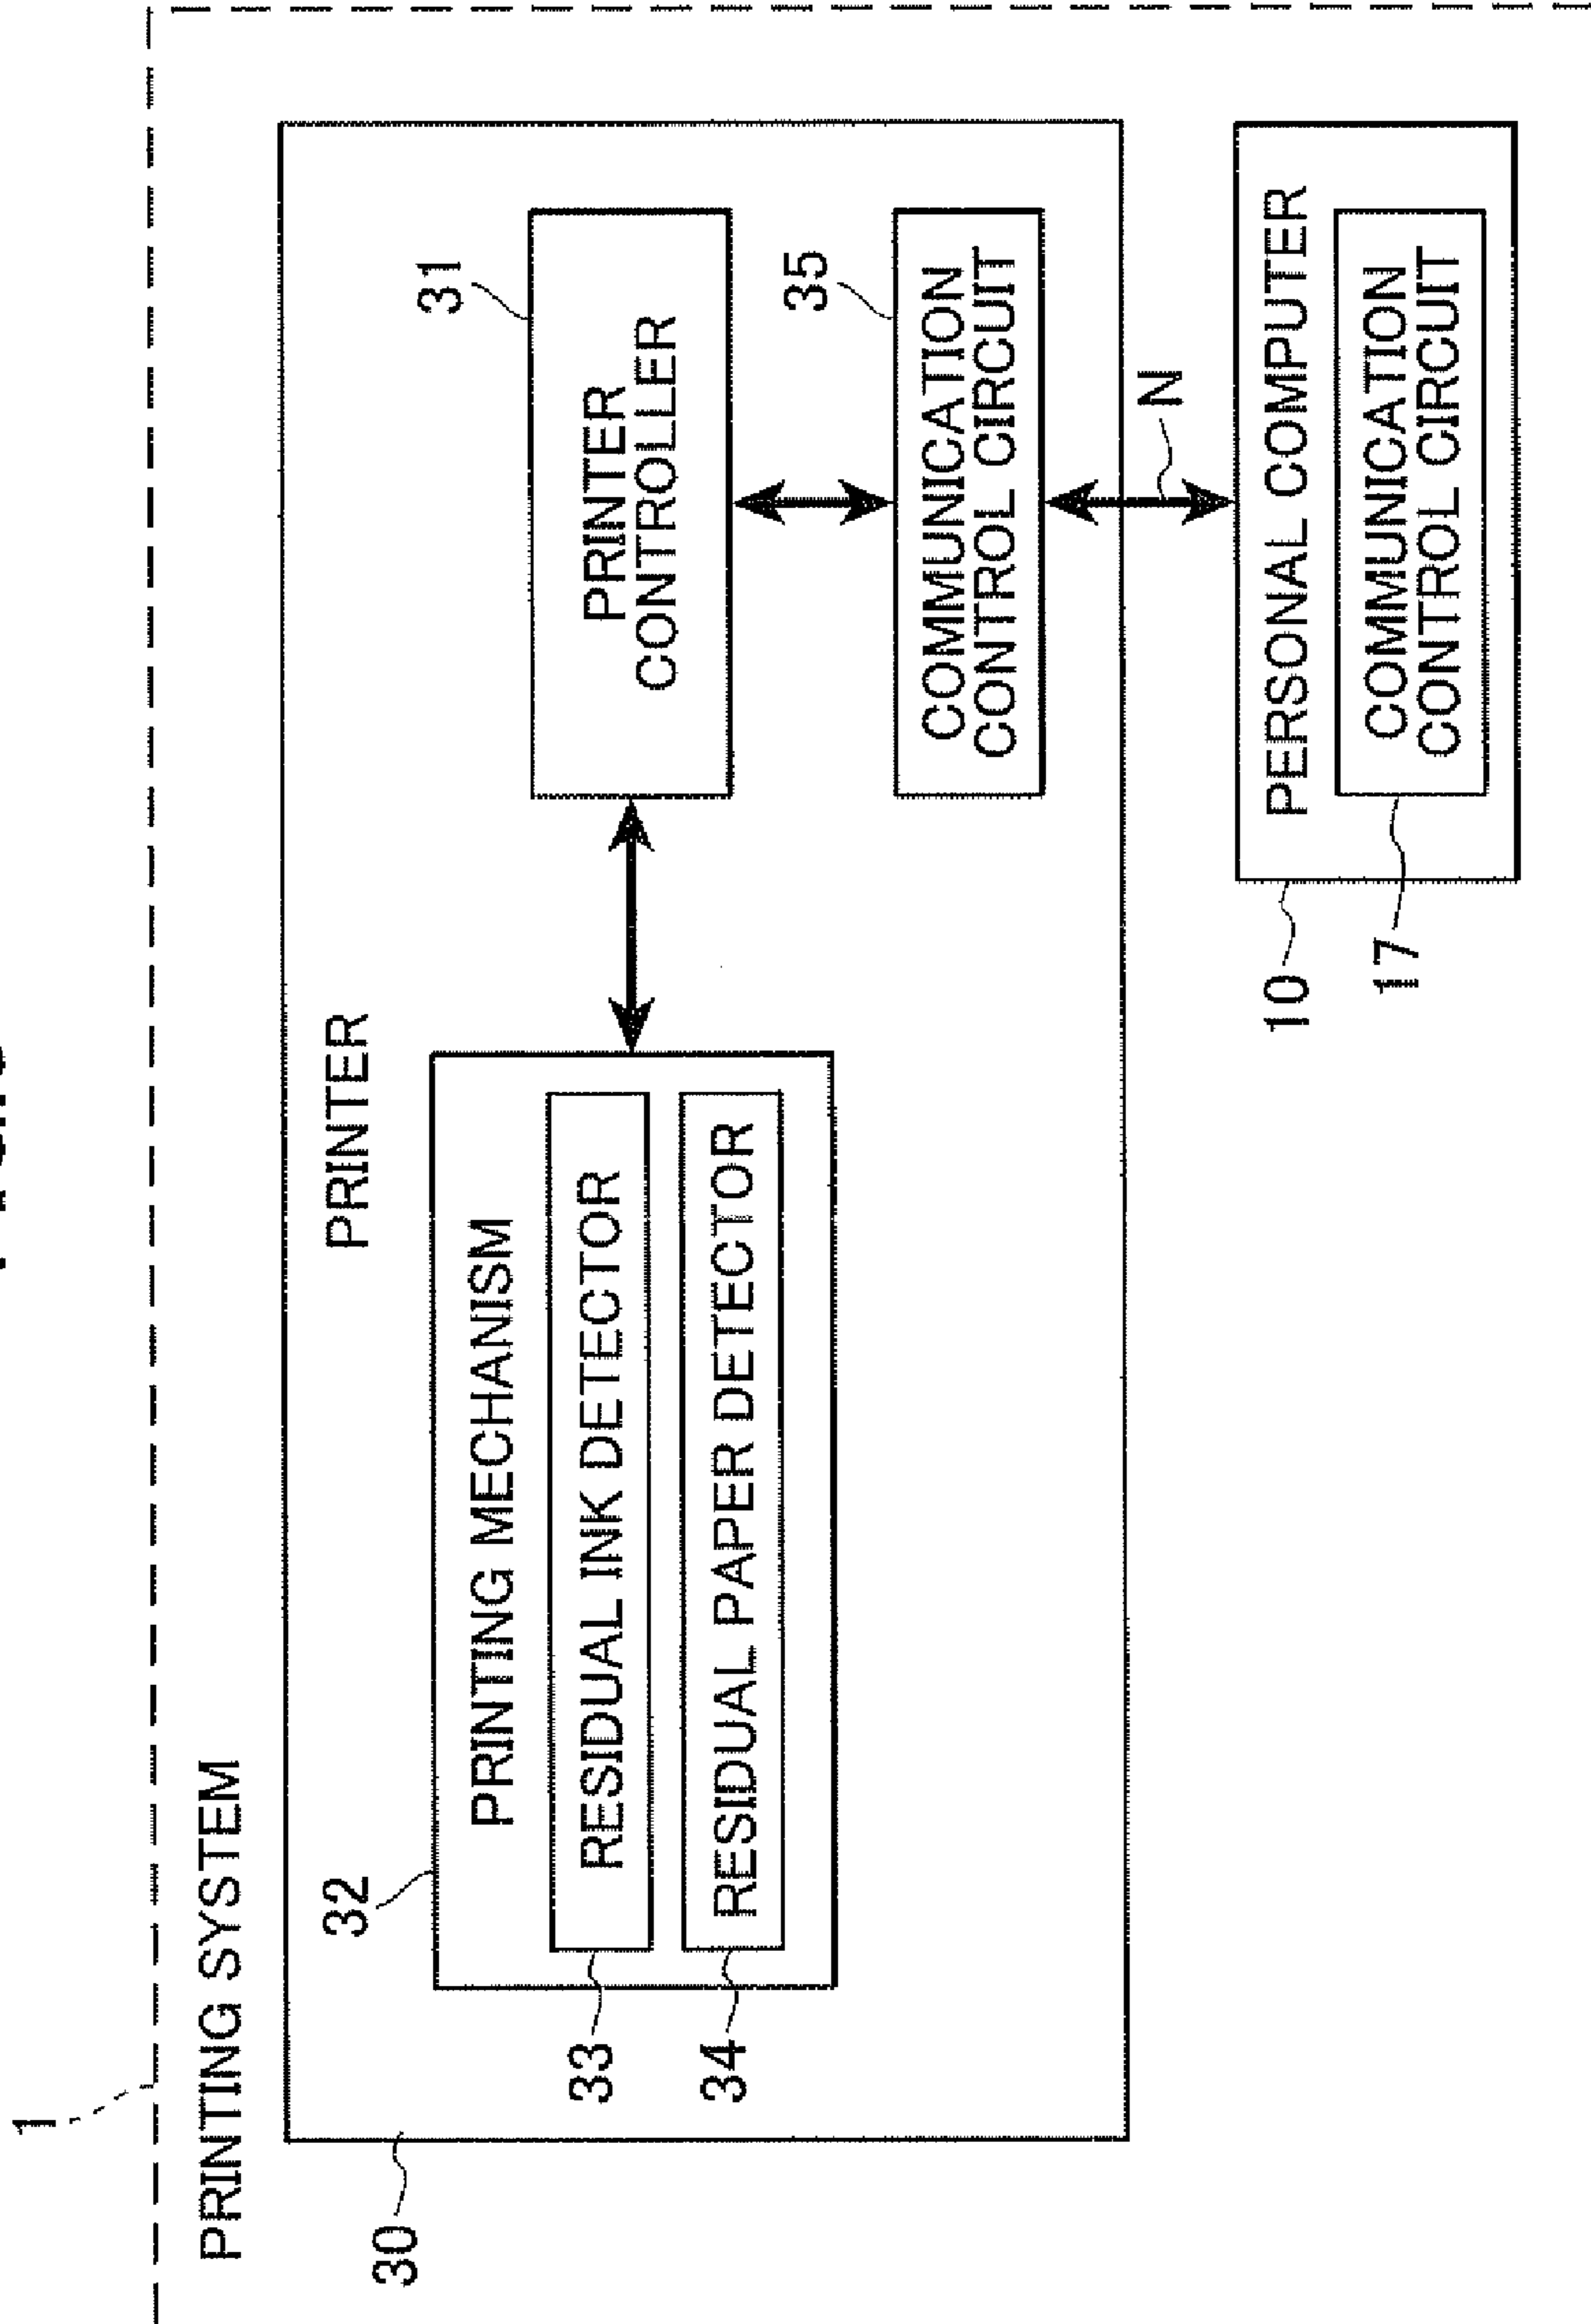 1
PRINTING SYSTEM
30
PRINTER
32
PRINTING MECHANISM
33
RESIDUAL INK DETECTOR
34
RESIDUAL PAPER DETECTOR
31
PRINTER
CONTROLLER
35
COMMUNICATION
CONTROL CIRCUIT
N
10
PERSONAL COMPUTER
17
COMMUNICATION
CONTROL CIRCUIT